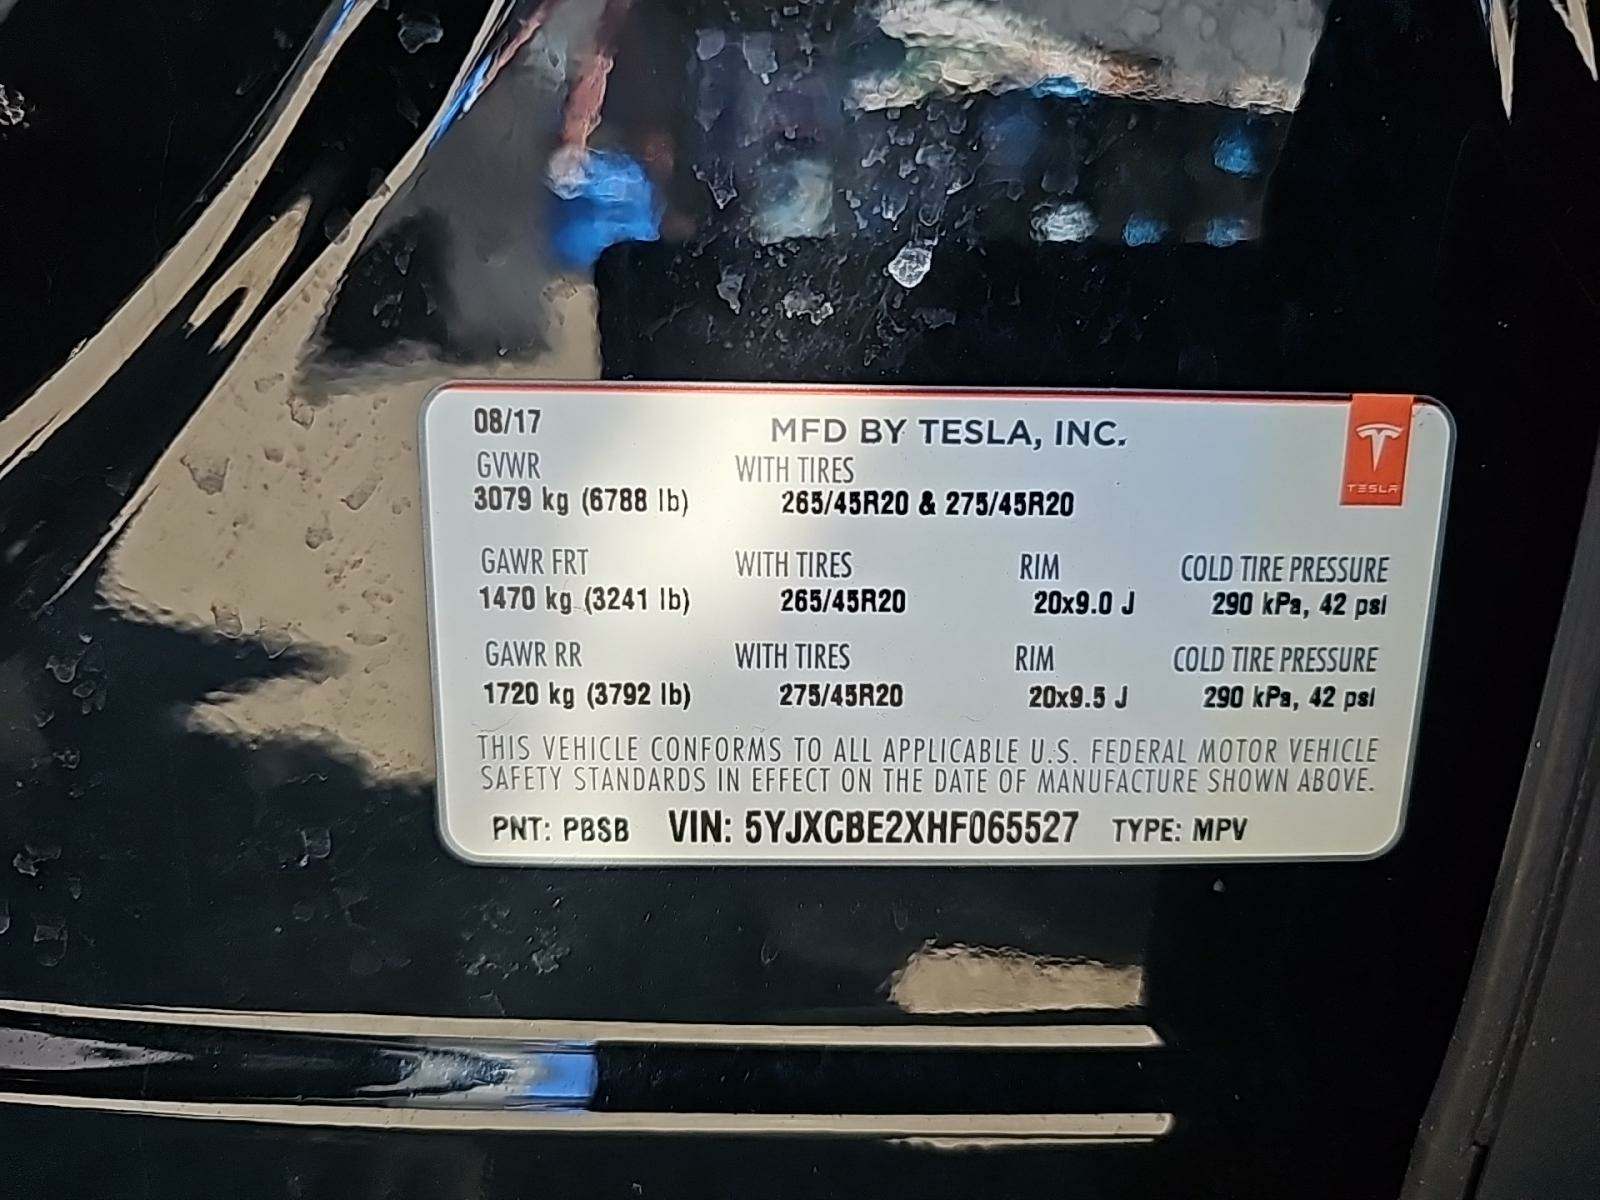 08/17 MFD BY TESLA, INC.
GVWR WITH TIRES
3079 kg (6788 lb) 265/45R20 & 275/45R20
TESLA
GAWR FRT WITH TIRES RIM COLD TIRE PRESSURE
1470 kg (3241 lb) 265/45R20 20x9.0 J 290 kPa, 42 psi
GAWR RR WITH TIRES RIM COLD TIRE PRESSURE
1720 kg (3792 lb) 275/45R20 20x9.5 J 290 kPa, 42 psi
THIS VEHICLE CONFORMS TO ALL APPLICABLE U.S. FEDERAL MOTOR VEHICLE
SAFETY STANDARDS IN EFFECT ON THE DATE OF MANUFACTURE SHOWN ABOVE.
PNT: PBSB VIN: 5YJXCBE2XHF065527 TYPE: MPV